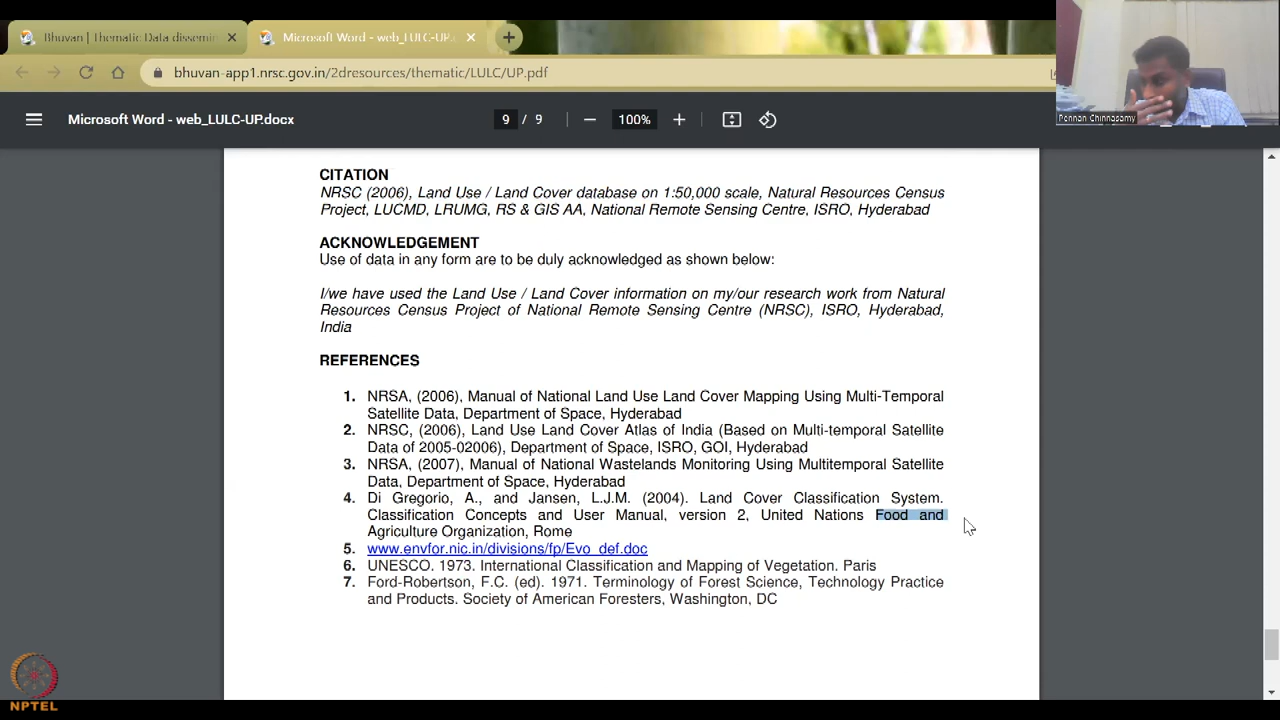 Bhuvan | Thematic Data dissemin
Microsoft Word - web_LULC-UP.
bhuvan-app1.nrsc.gov.in/2dresources/thematic/LULC/UP.pdf
Microsoft Word - web_LULC-UP.docx
9 / 9
100%
Pennan Chinnasamy
CITATION
NRSC (2006), Land Use / Land Cover database on 1:50,000 scale, Natural Resources Census
Project, LUCMD, LRUMG, RS & GIS AA, National Remote Sensing Centre, ISRO, Hyderabad
ACKNOWLEDGEMENT
Use of data in any form are to be duly acknowledged as shown below:
I/we have used the Land Use / Land Cover information on my/our research work from Natural
Resources Census Project of National Remote Sensing Centre (NRSC), ISRO, Hyderabad,
India
REFERENCES
1. NRSA, (2006), Manual of National Land Use Land Cover Mapping Using Multi-Temporal
Satellite Data, Department of Space, Hyderabad
2. NRSC, (2006), Land Use Land Cover Atlas of India (Based on Multi-temporal Satellite
Data of 2005-02006), Department of Space, ISRO, GOI, Hyderabad
3. NRSA, (2007), Manual of National Wastelands Monitoring Using Multitemporal Satellite
Data, Department of Space, Hyderabad
4. Di Gregorio, A., and Jansen, L.J.M. (2004). Land Cover Classification System.
Classification Concepts and User Manual, version 2, United Nations Food and
Agriculture Organization, Rome
5. www.envfor.nic.in/divisions/fp/Evo_def.doc
6. UNESCO. 1973. International Classification and Mapping of Vegetation. Paris
7. Ford-Robertson, F.C. (ed). 1971. Terminology of Forest Science, Technology Practice
and Products. Society of American Foresters, Washington, DC
NPTEL